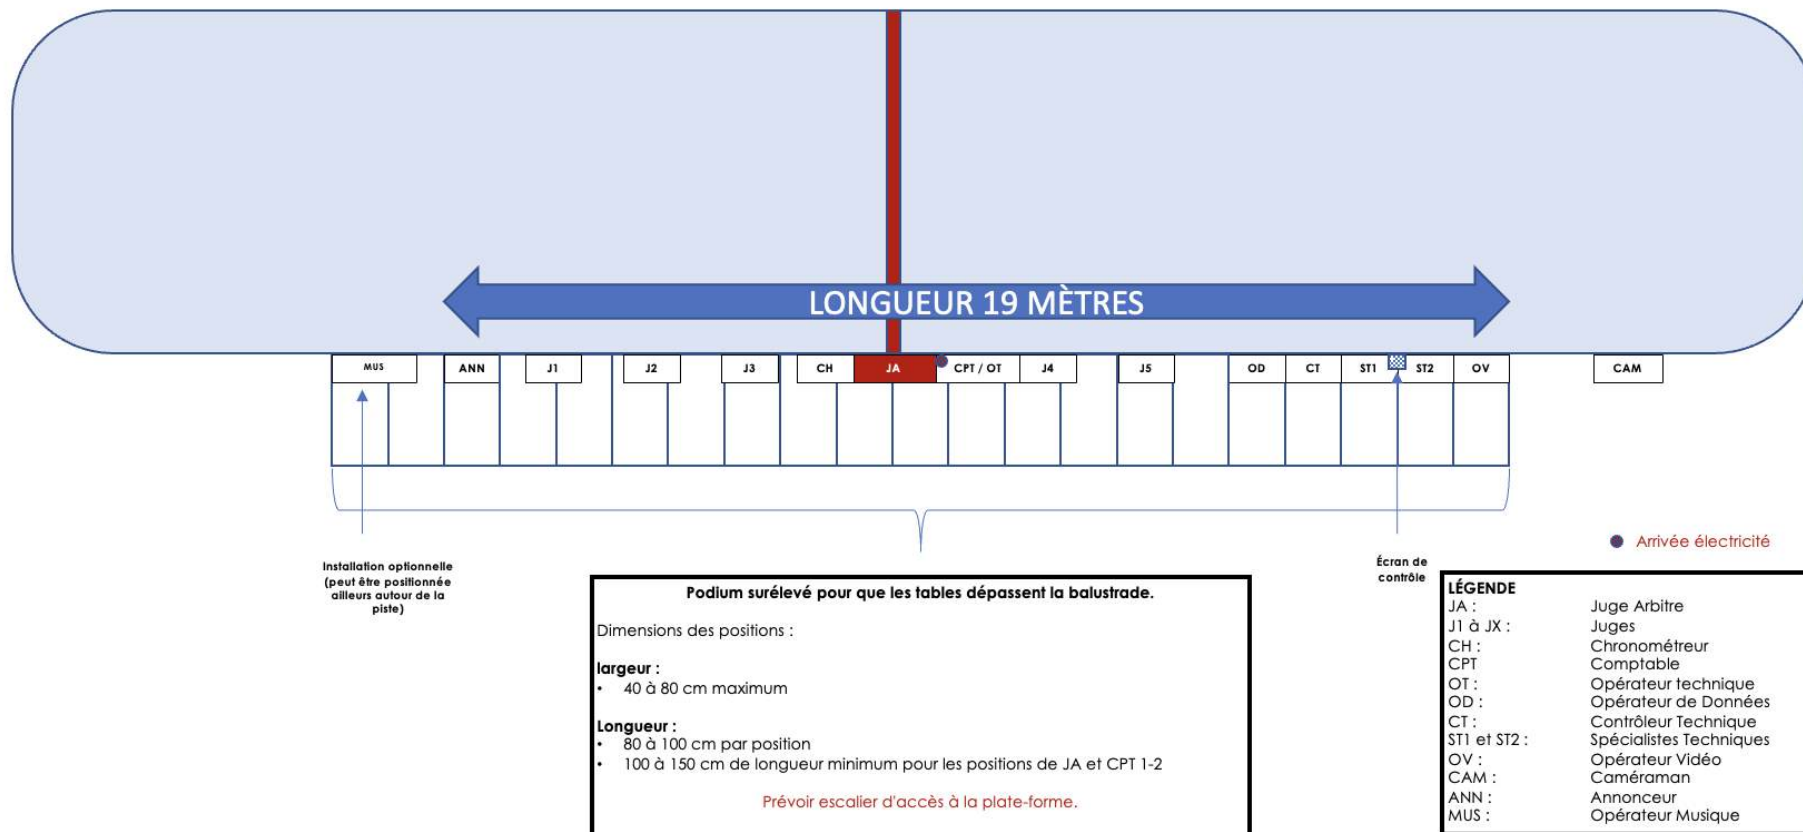 LONGUEUR 19 MÈTRES
MUS
ANN
J1
J2
J3
CH
JA
CPT / OT
J4
J5
OD
CT
ST1
ST2
OV
CAM
Installation optionnelle
(peut être positionnée
ailleurs autour de la
piste)
Podium surélevé pour que les tables dépassent la balustrade.
Dimensions des positions :
largeur :
• 40 à 80 cm maximum
Longueur :
• 80 à 100 cm par position
• 100 à 150 cm de longueur minimum pour les positions de JA et CPT 1-2
Prévoir escalier d'accès à la plate-forme.
Écran de
contrôle
Arrivée électricité
LÉGENDE
JA : Juge Arbitre
J1 à JX : Juges
CH : Chronométreur
CPT Comptable
OT : Opérateur technique
OD : Opérateur de Données
CT : Contrôleur Technique
ST1 et ST2 : Spécialistes Techniques
OV : Opérateur Vidéo
CAM : Caméraman
ANN : Annonceur
MUS : Opérateur Musique